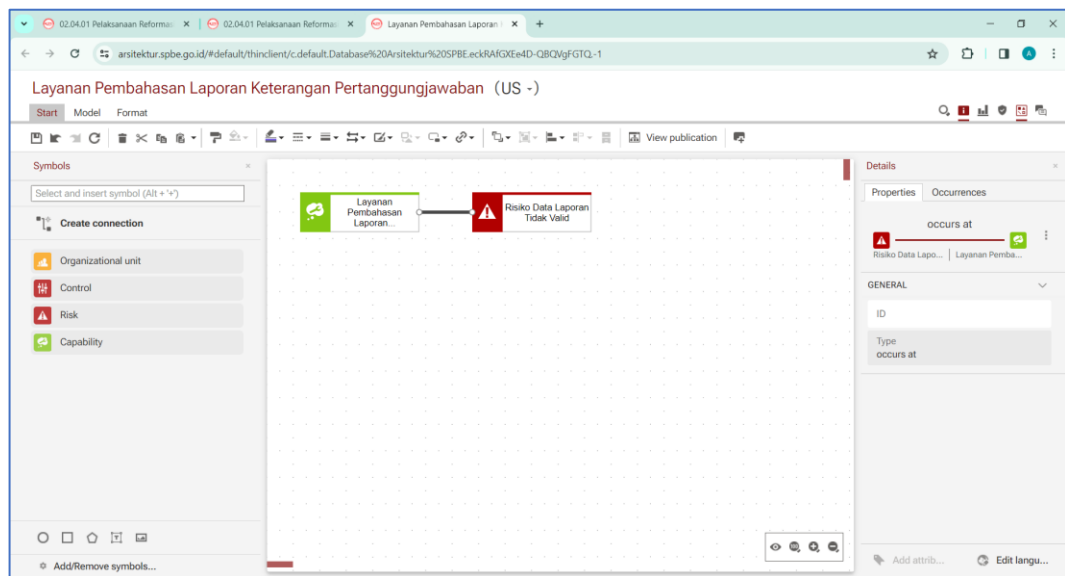 02.04.01 Pelaksanaan Reformas
02.04.01 Pelaksanaan Reformas
Layanan Pembahasan Laporan
arsitektur.spbe.go.id/#default/thinclient/c.default.Database%20Arsitektur%20SPBE.eckRAfGXEe4D-QBQVgFGTQ.-1
A
Layanan Pembahasan Laporan Keterangan Pertanggungjawaban (US -)
Start Model Format
View publication
Symbols
Select and insert symbol (Alt + '+')
Create connection
Organizational unit
Control
Risk
Capability
Add/Remove symbols...
Layanan
Pembahasan
Laporan...
Risiko Data Laporan
Tidak Valid
Details
Properties Occurrences
occurs at
Risiko Data Lapo... | Layanan Pemba...
GENERAL
ID
Type
occurs at
Add attrib... Edit langu...